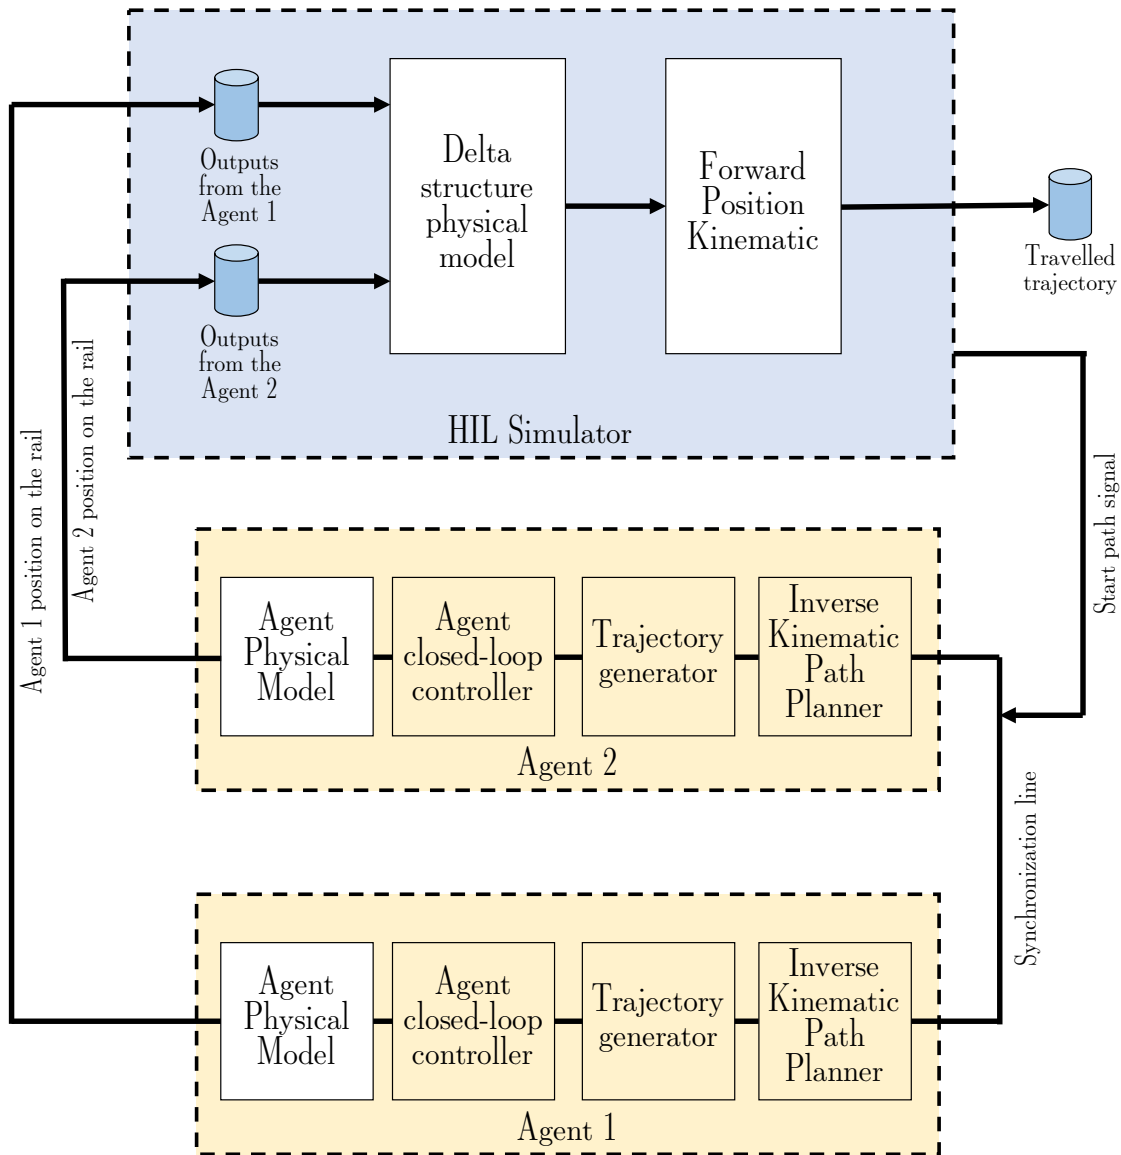 Outputs
from the
Agent 1
Delta
structure
physical
model
Forward
Position
Kinematic
Travelled
trajectory
Outputs
from the
Agent 2
HIL Simulator
Agent 1 position on the rail
Agent 2 position on the rail
Start path signal
Agent
Physical
Model
Agent
closed-loop
controller
Trajectory
generator
Inverse
Kinematic
Path
Planner
Agent 2
Synchronization line
Agent
Physical
Model
Agent
closed-loop
controller
Trajectory
generator
Inverse
Kinematic
Path
Planner
Agent 1